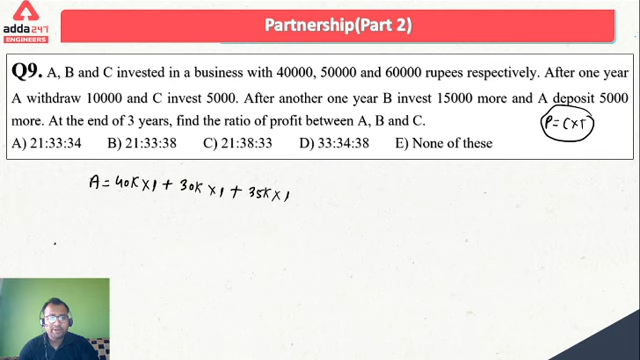 Partnership(Part 2)
adda247
ENGINEERS
Q9. A, B and C invested in a business with 40000, 50000 and 60000 rupees respectively. After one year
A withdraw 10000 and C invest 5000. After another one year B invest 15000 more and A deposit 5000
more. At the end of 3 years, find the ratio of profit between A, B and C.
P = C×T
A) 21:33:34 B) 21:33:38 C) 21:38:33 D) 33:34:38 E) None of these
A = 40K × 1 + 30K × 1 + 35K × 1